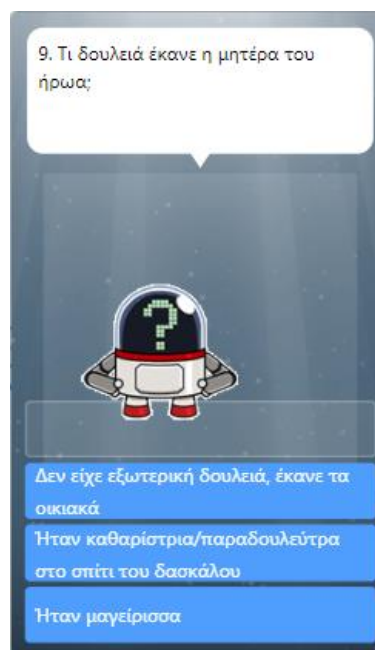 9. Τι δουλειά έκανε η μητέρα του
ήρωα;
?
Δεν είχε εξωτερική δουλειά, έκανε τα
οικιακά
Ήταν καθαρίστρια/παραδουλεύτρα
στο σπίτι του δασκάλου
Ήταν μαγείρισσα